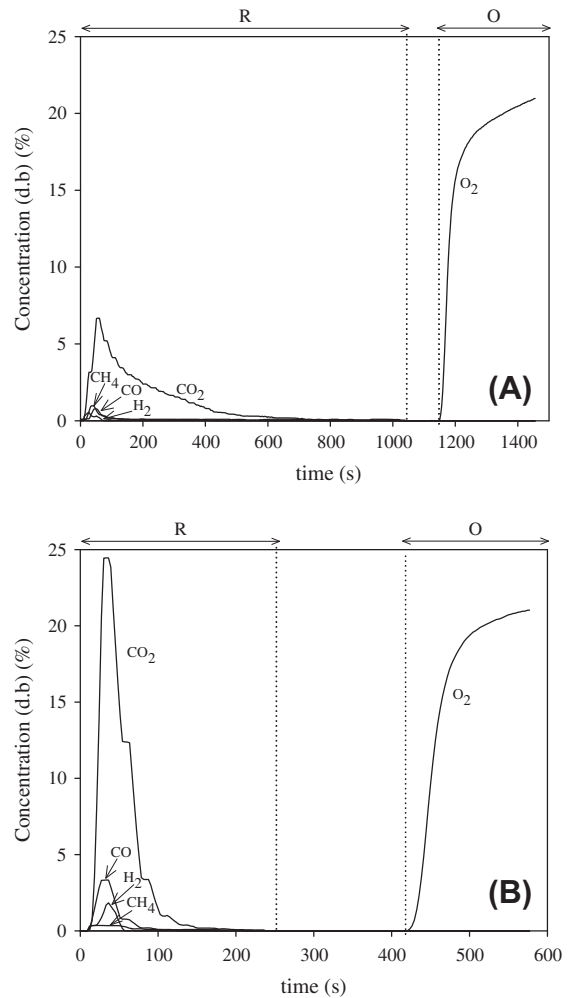 R
O
Concentration (d.b) (%)
25
20
15
10
5
0
O2
CH4
CO
H2
CO2
(A)
0
200
400
600
800
1000
1200
1400
time (s)
R
O
Concentration (d.b) (%)
25
20
15
10
5
0
CO2
O2
CO
H2
CH4
(B)
0
100
200
300
400
500
600
time (s)